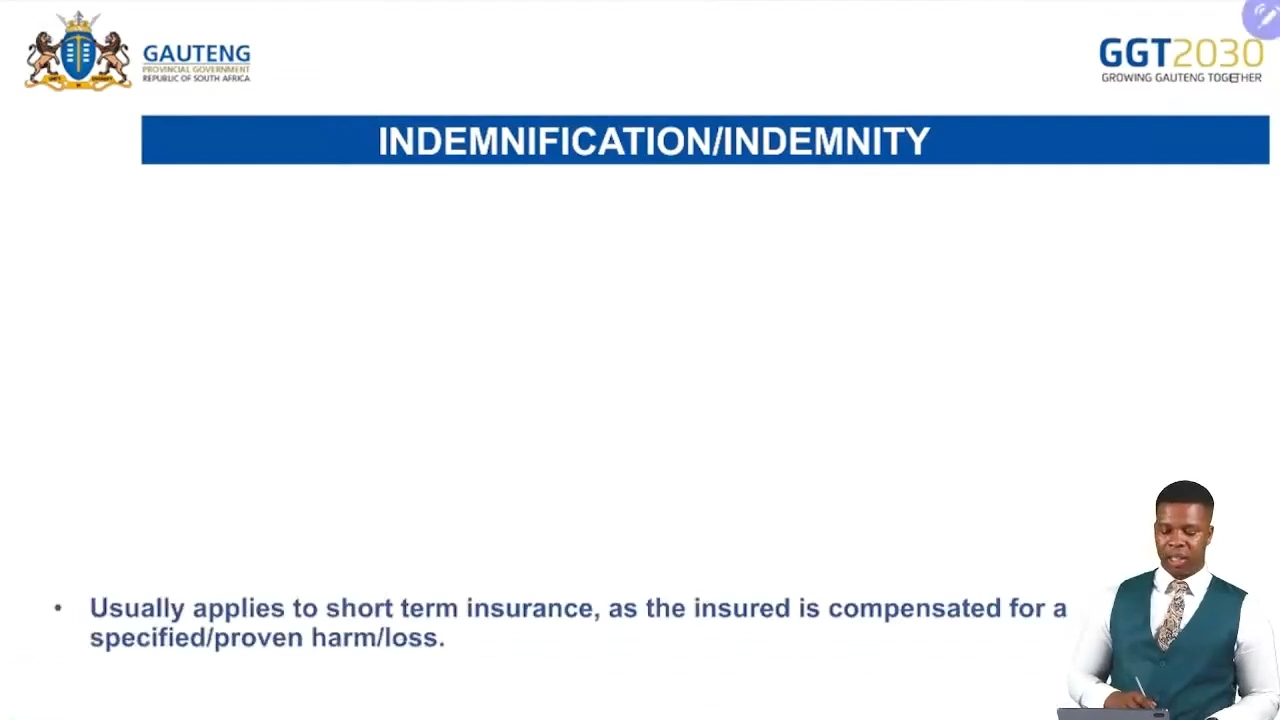 GAUTENG
PROVINCIAL GOVERNMENT
REPUBLIC OF SOUTH AFRICA
GGT2030
GROWING GAUTENG TOGETHER
INDEMNIFICATION/INDEMNITY
• Usually applies to short term insurance, as the insured is compensated for a
specified/proven harm/loss.